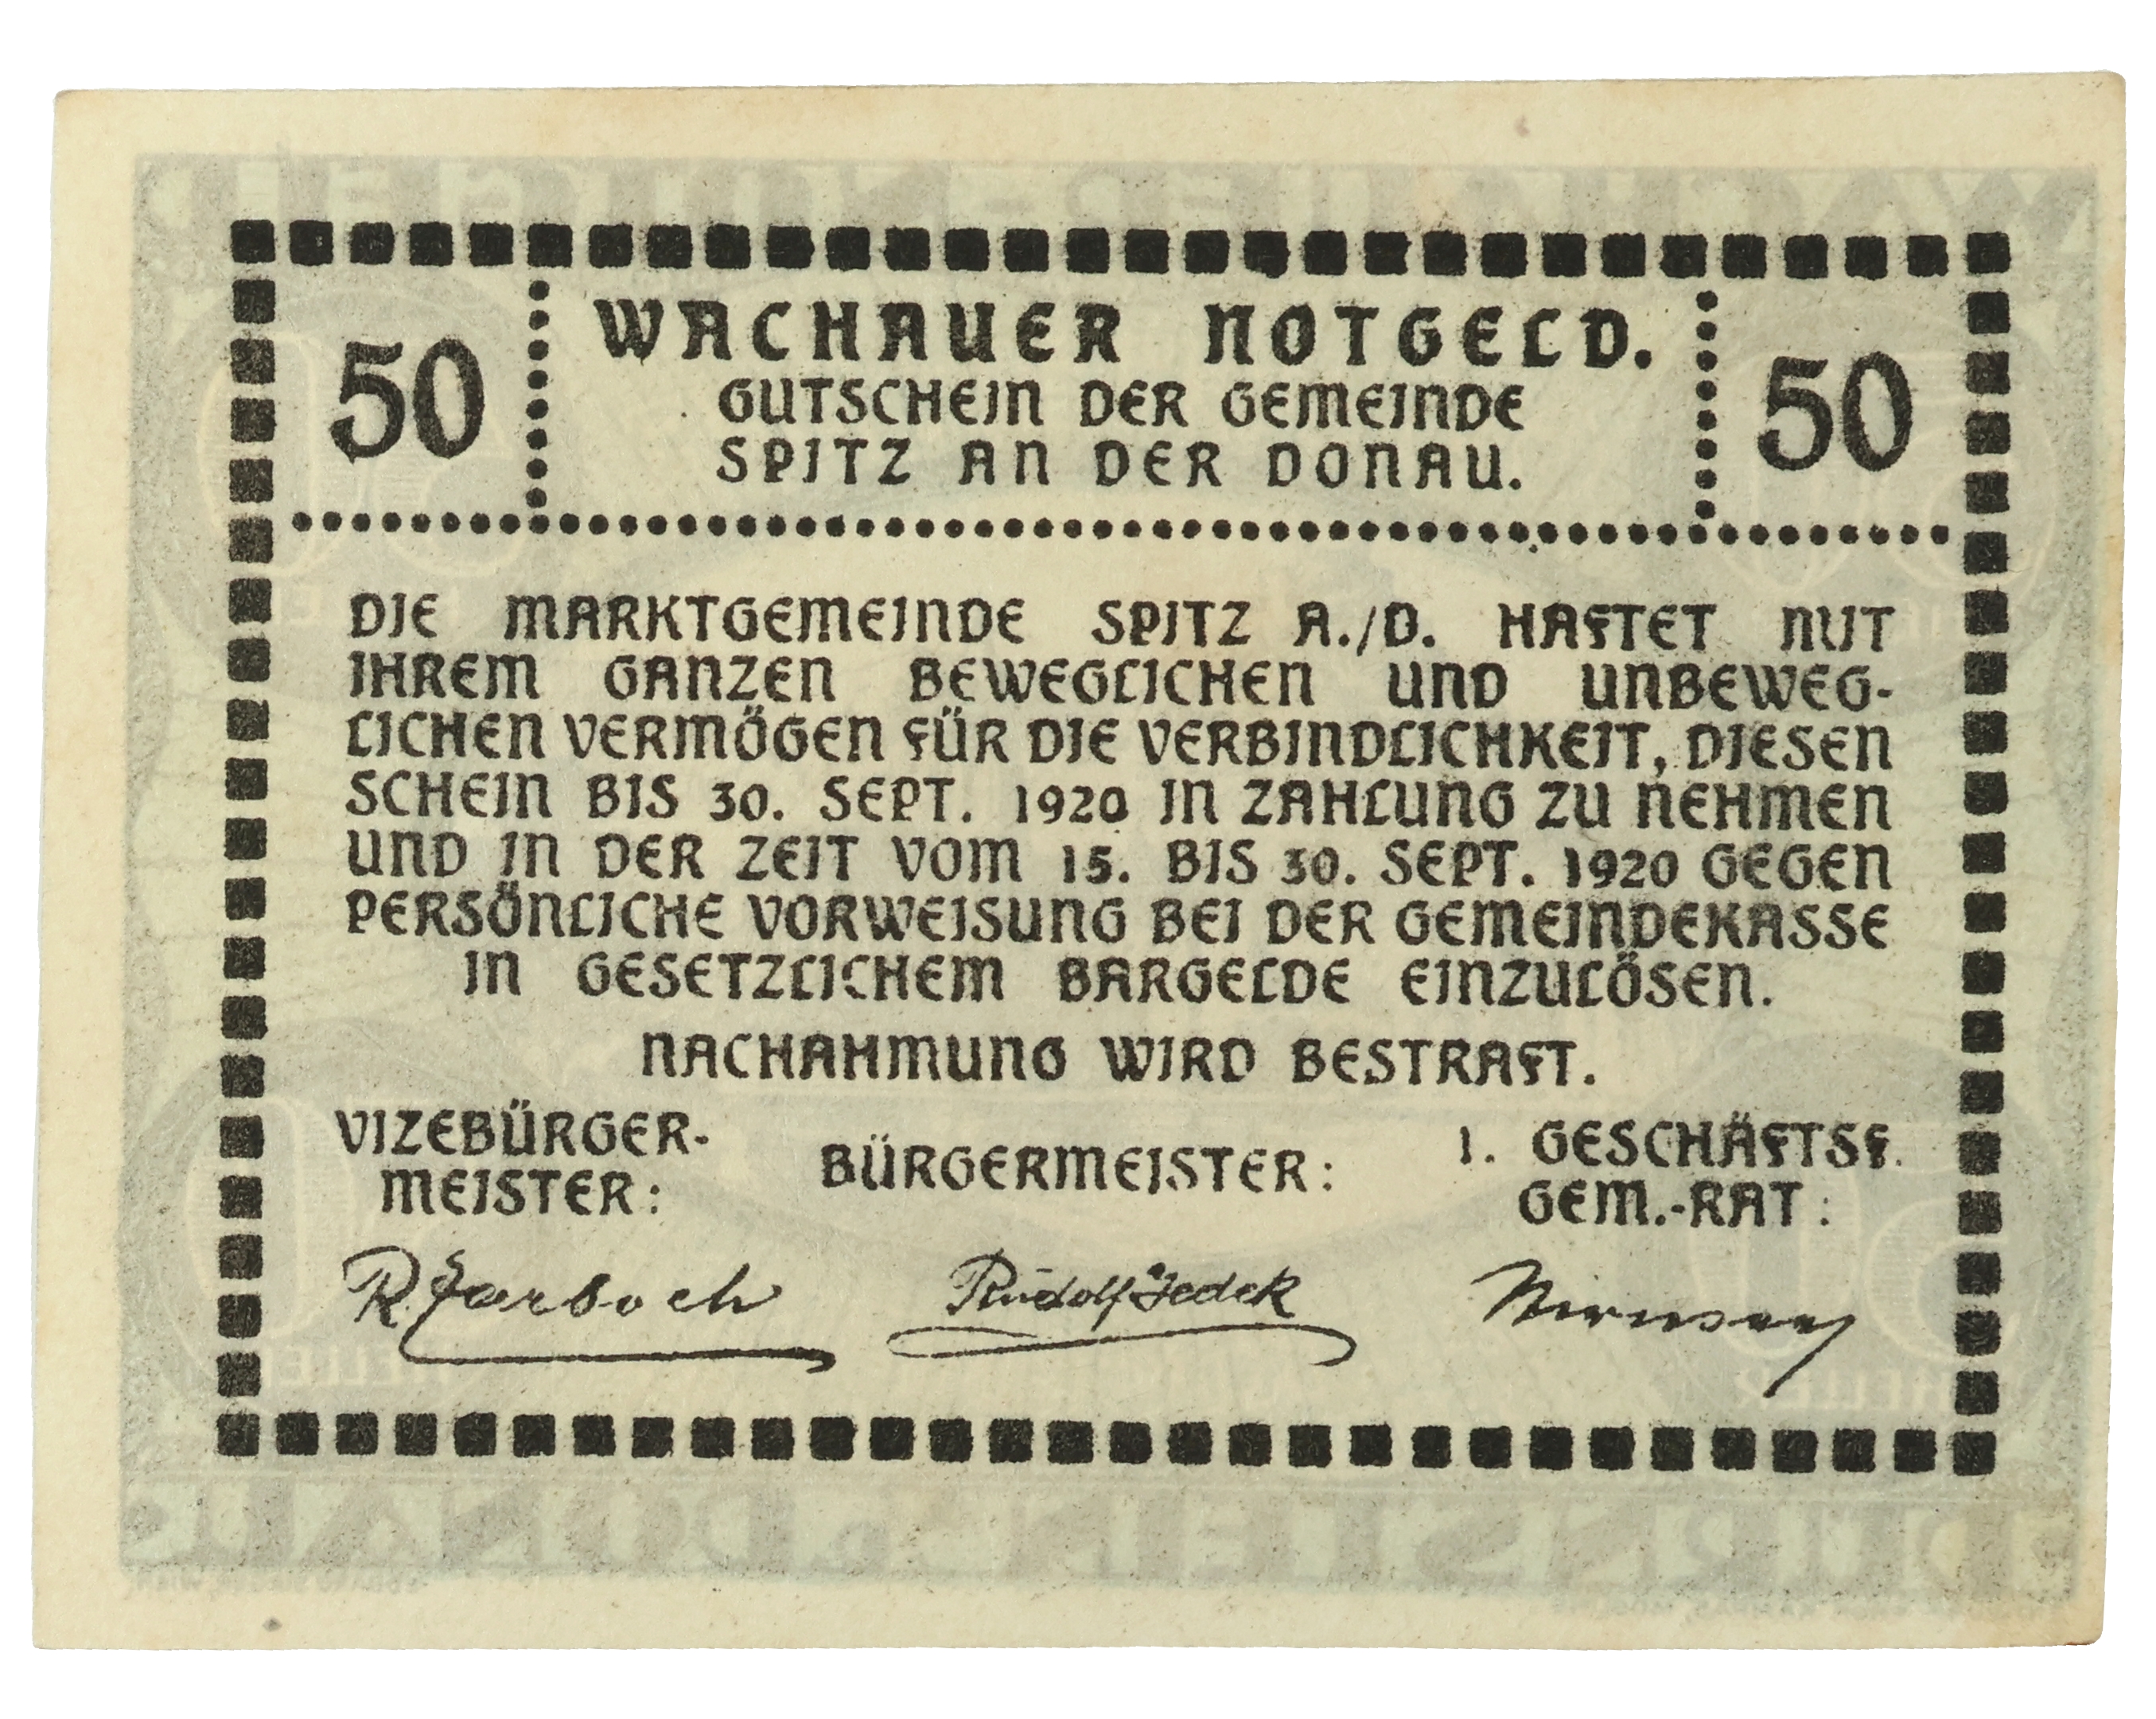 50 WACHAUER NOTGELD. 50
GUTSCHEIN DER GEMEINDE
SPITZ AN DER DONAU.
DIE MARKTGEMEINDE SPITZ A./D. HAFTET MIT
IHREM GANZEN BEWEGLICHEN UND UNBEWEG-
LICHEN VERMÖGEN FÜR DIE VERBINDLICHKEIT, DIESEN
SCHEIN BIS 30. SEPT. 1920 IN ZAHLUNG ZU NEHMEN
UND IN DER ZEIT VOM 15. BIS 30. SEPT. 1920 GEGEN
PERSÖNLICHE VORWEISUNG BEI DER GEMEINDEKASSE
IN GESETZLICHEM BARGELDE EINZULÖSEN.
NACHAHMUNG WIRD BESTRAFT.
VIZEBÜRGER-
MEISTER:
BÜRGERMEISTER:
1. GESCHÄFTSF.
GEM.-RAT:
Rudolf Jedek